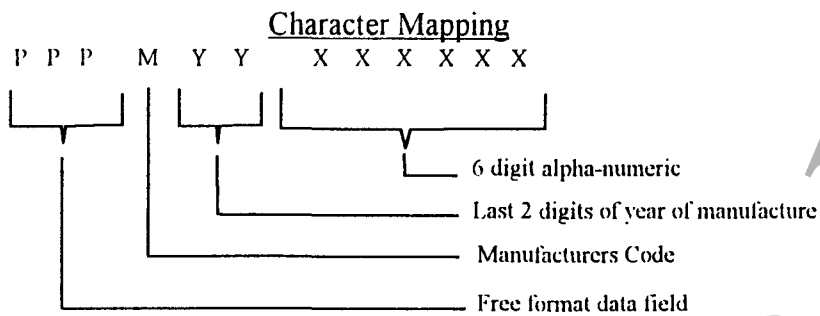 Character Mapping
P P P M Y Y X X X X X X
6 digit alpha-numeric
Last 2 digits of year of manufacture
Manufacturers Code
Free format data field